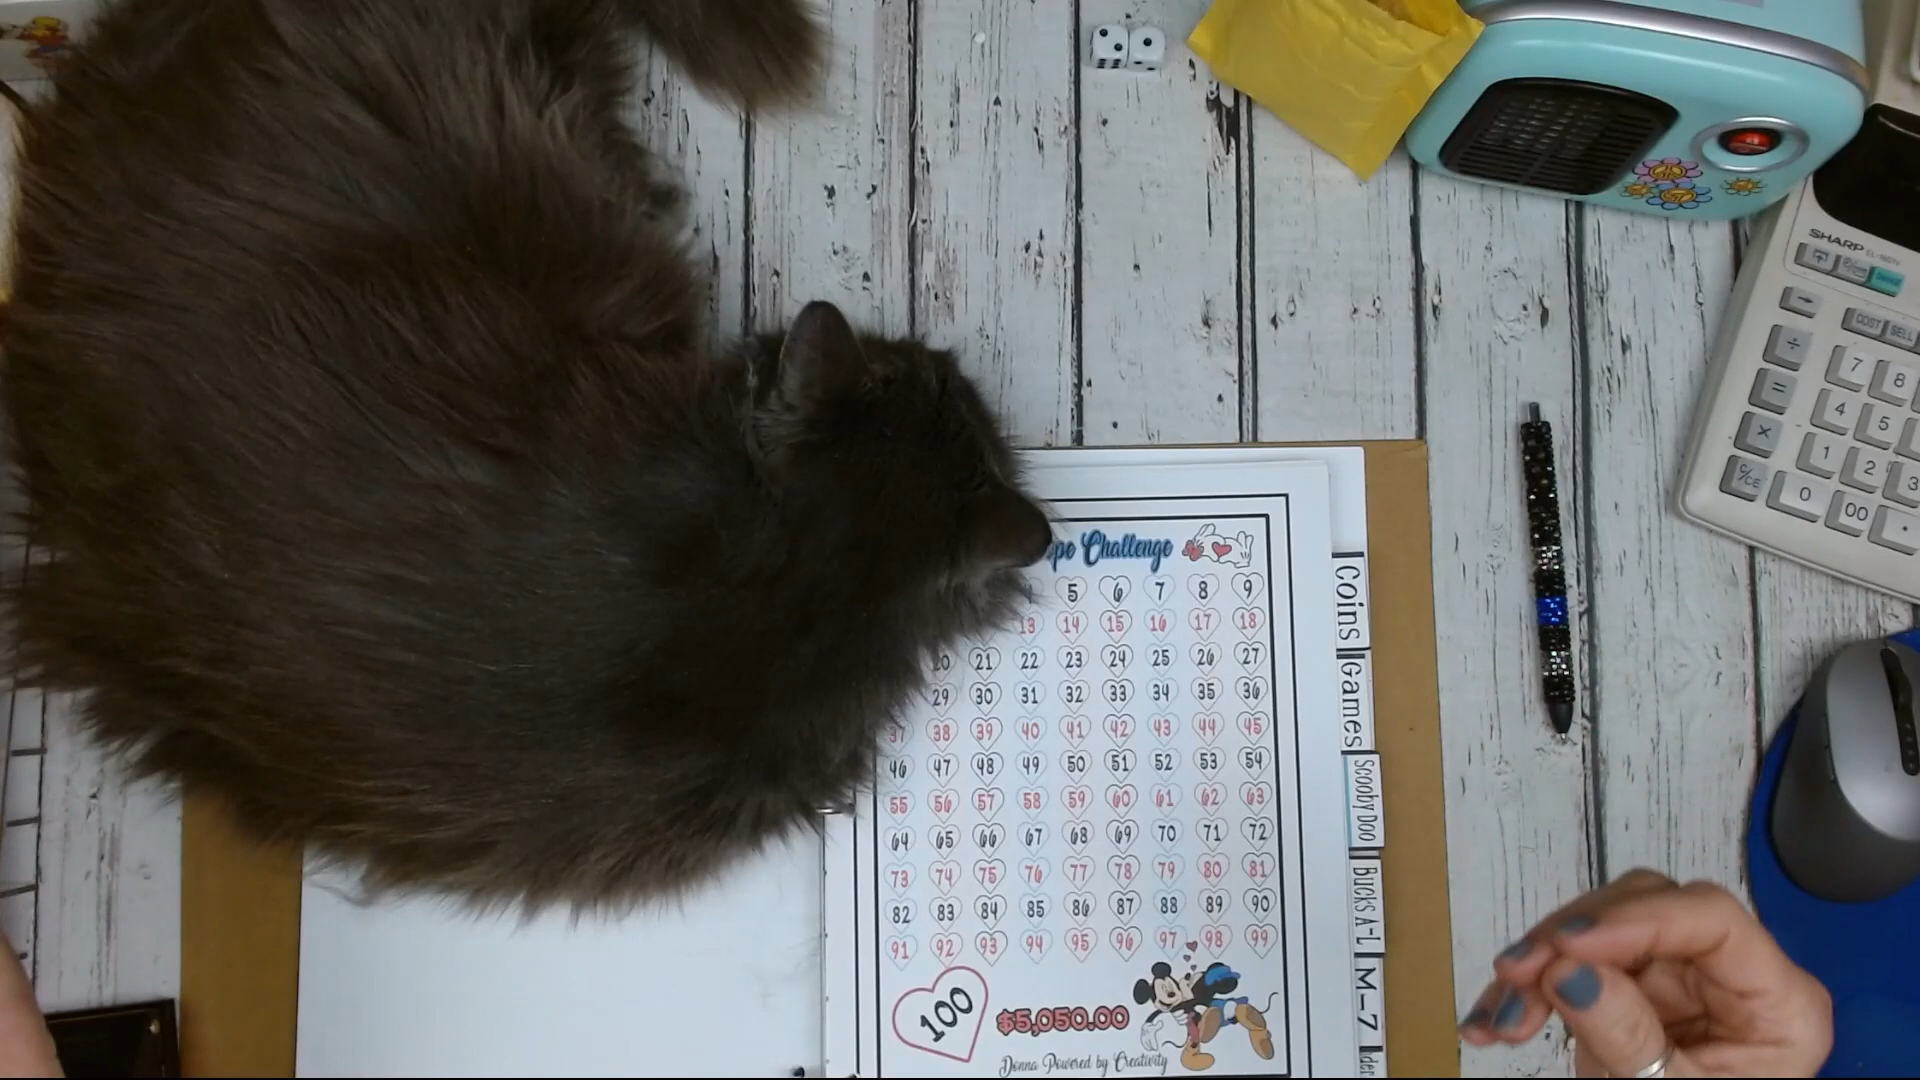 SHARP EL-1801V
COST SELL
÷ 7 8
= 4 5
× 1 2 3
C/CE 0 00 .
Challenge
5 6 7 8 9
13 14 15 16 17 18
20 21 22 23 24 25 26 27
29 30 31 32 33 34 35 36
37 38 39 40 41 42 43 44 45
46 47 48 49 50 51 52 53 54
55 56 57 58 59 60 61 62 63
64 65 66 67 68 69 70 71 72
73 74 75 76 77 78 79 80 81
82 83 84 85 86 87 88 89 90
91 92 93 94 95 96 97 98 99
100
$5,050.00
Donna Powered by Creativity
Coins
Games
Scooby Doo
Bucks A-L
M-7